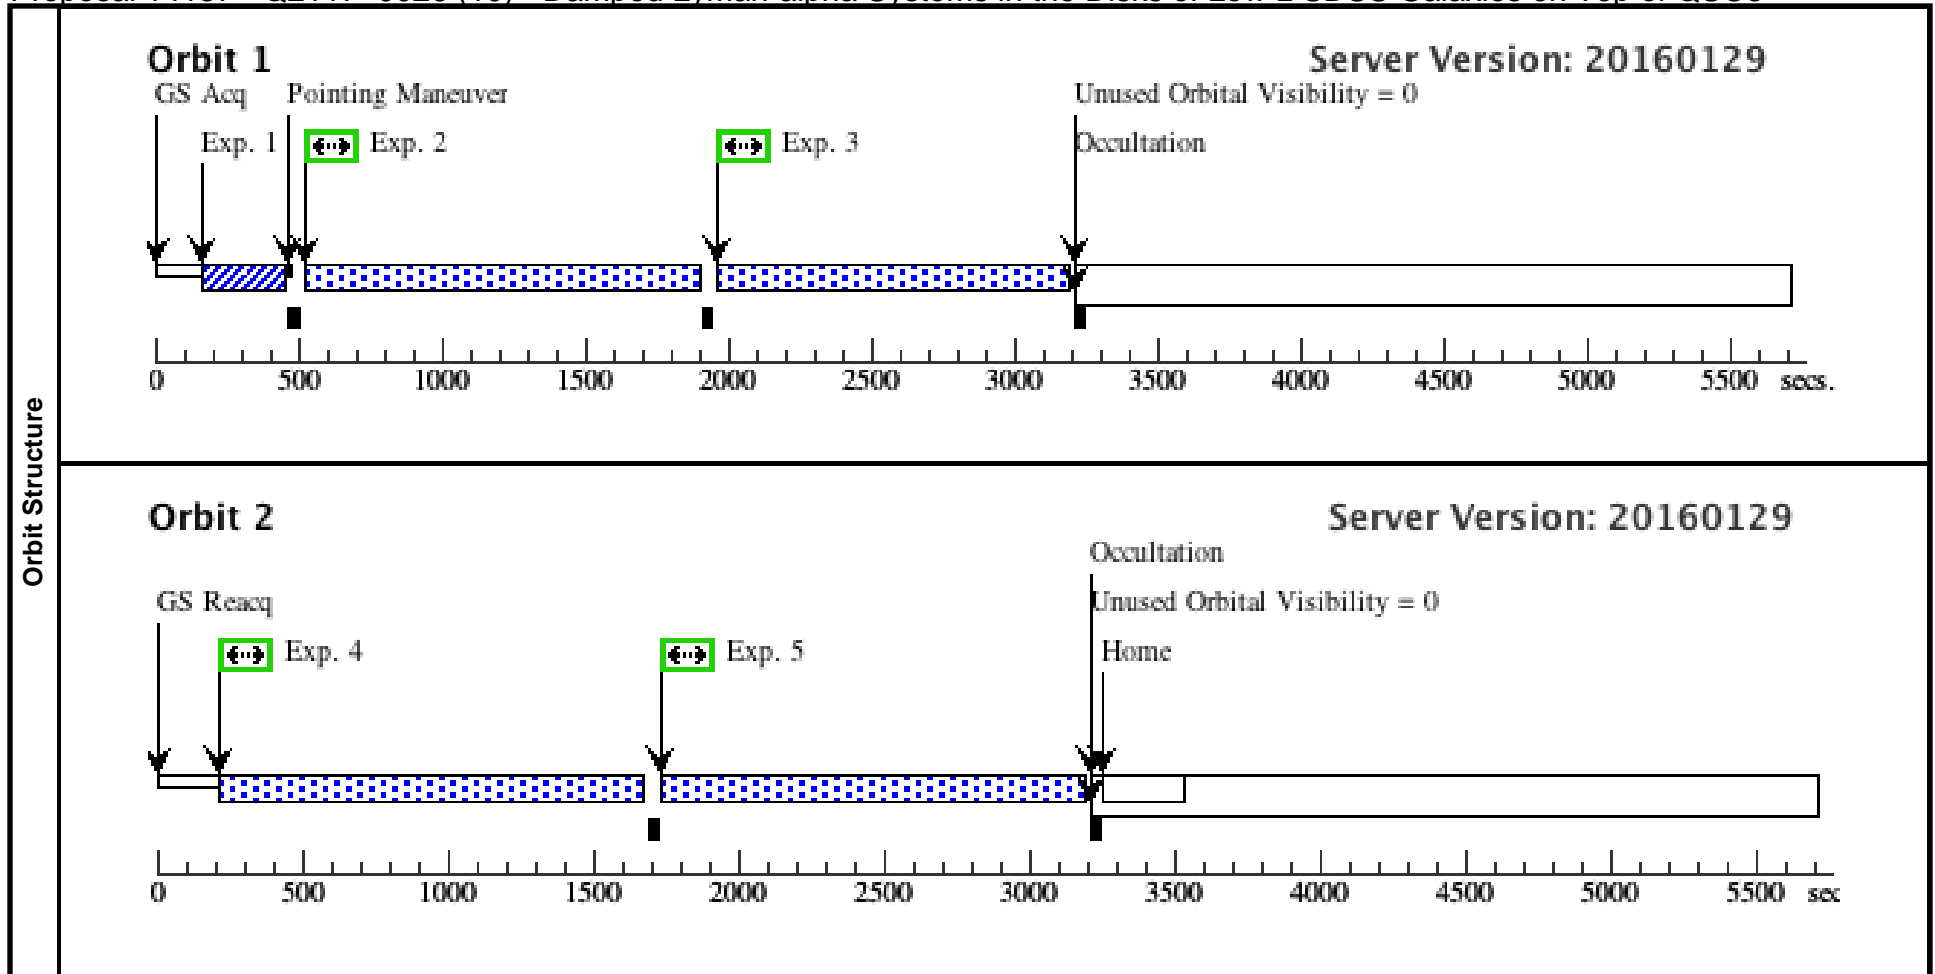 Orbit Structure
Orbit 1
Server Version: 20160129
GS Acq
Pointing Maneuver
Unused Orbital Visibility = 0
Exp. 1
Exp. 2
Exp. 3
Occultation
0 500 1000 1500 2000 2500 3000 3500 4000 4500 5000 5500 secs.
Orbit 2
Server Version: 20160129
Occultation
GS Reacq
Unused Orbital Visibility = 0
Exp. 4
Exp. 5
Home
0 500 1000 1500 2000 2500 3000 3500 4000 4500 5000 5500 sec